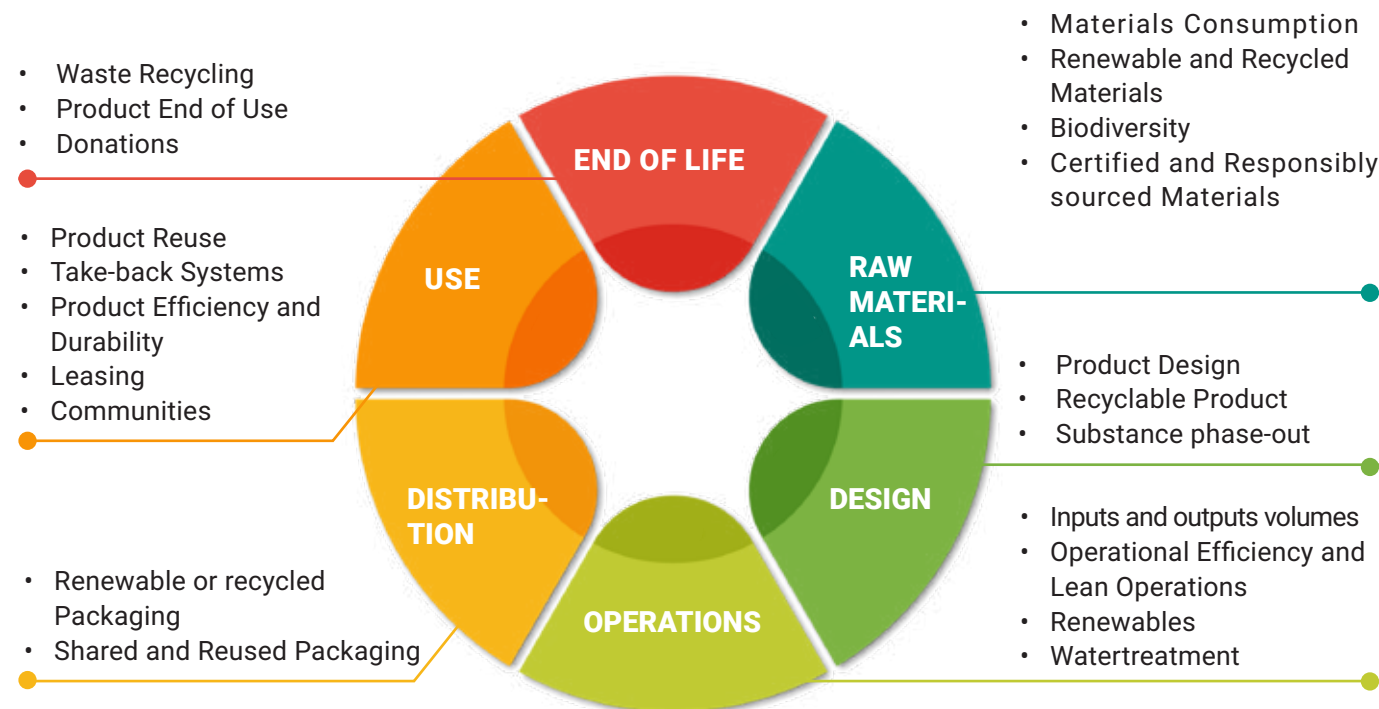 • Waste Recycling
• Product End of Use
• Donations
• Product Reuse
• Take-back Systems
• Product Efficiency and
Durability
• Leasing
• Communities
• Renewable or recycled
Packaging
• Shared and Reused Packaging
END OF LIFE
USE
RAW
MATERI-
ALS
DISTRIBU-
TION
DESIGN
OPERATIONS
• Materials Consumption
• Renewable and Recycled
Materials
• Biodiversity
• Certified and Responsibly
sourced Materials
• Product Design
• Recyclable Product
• Substance phase-out
• Inputs and outputs volumes
• Operational Efficiency and
Lean Operations
• Renewables
• Watertreatment